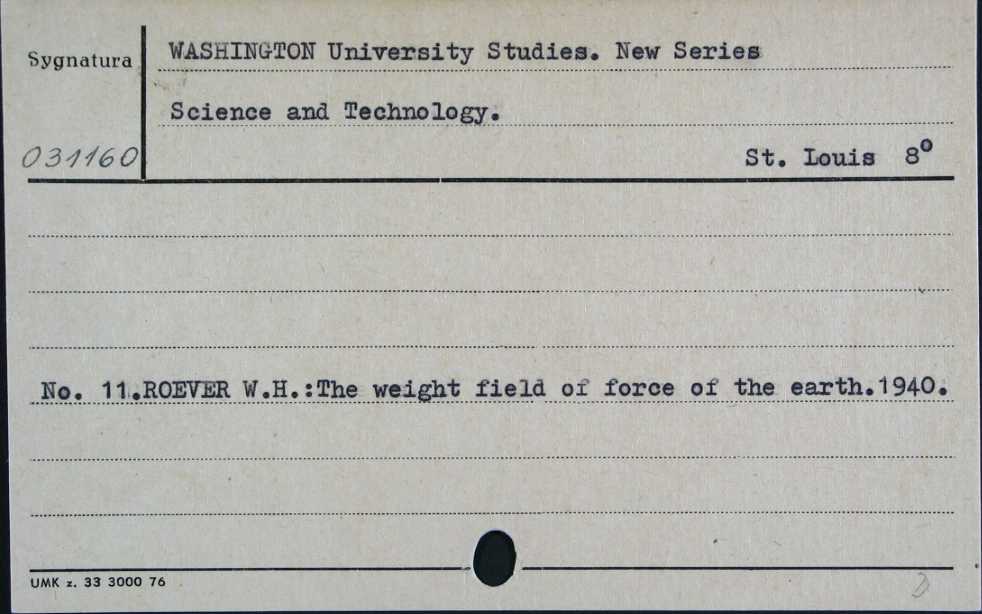 Sygnatura
WASHINGTON University Studies. New Series
Science and Technology.
031160
St. Louis 8°
No. 11.ROEVER W.H.:The weight field of force of the earth.1940.
UMK z. 33 3000 76